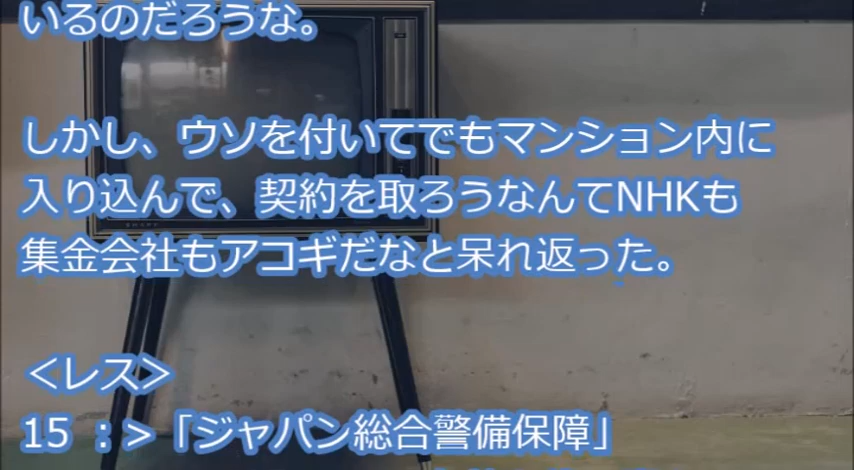 いるのだろうな。
しかし、ウソを付いてでもマンション内に
入り込んで、契約を取ろうなんてNHKも
集金会社もアコギだなと呆れ返った。
＜レス＞
15 ：>「ジャパン総合警備保障」